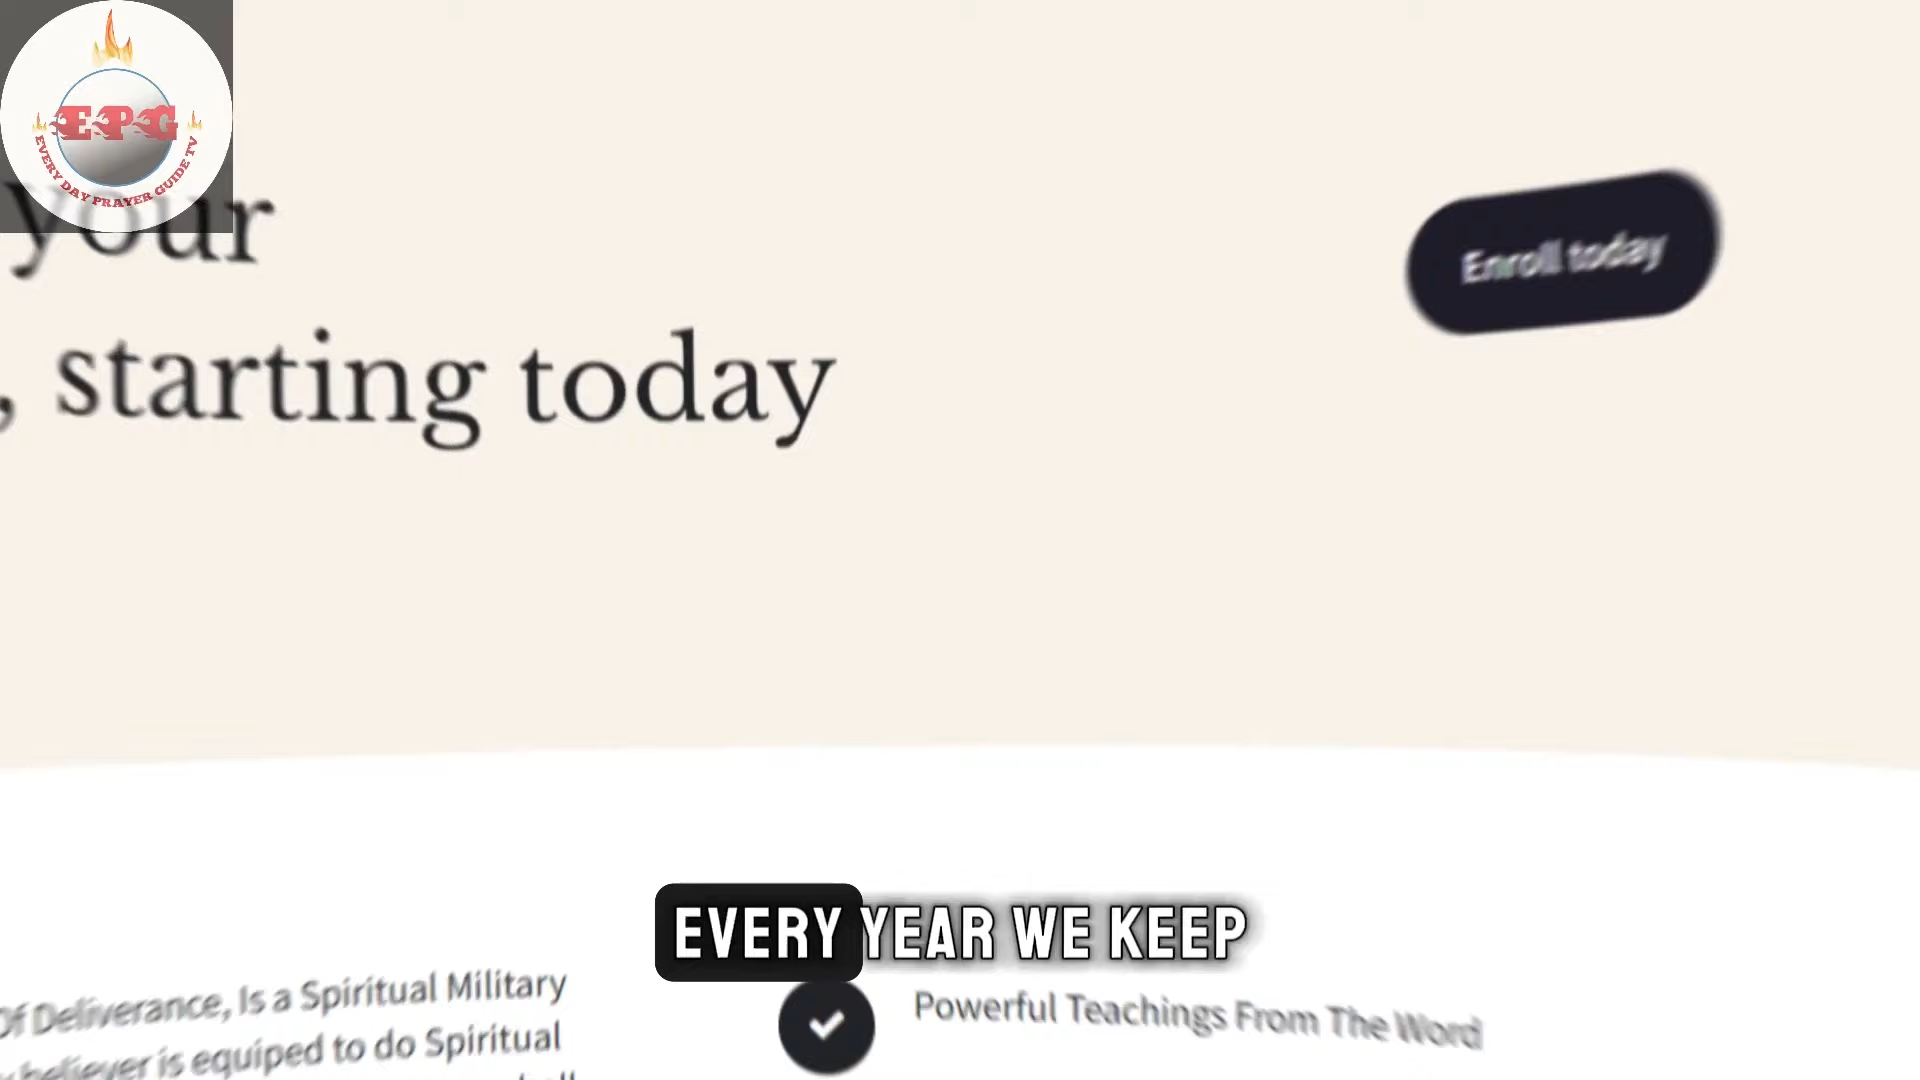 EPG
EVERY DAY PRAYER GUIDE TV
your
, starting today
Enroll today
EVERY YEAR WE KEEP
Of Deliverance, Is a Spiritual Military
believer is equiped to do Spiritual
Powerful Teachings From The Word